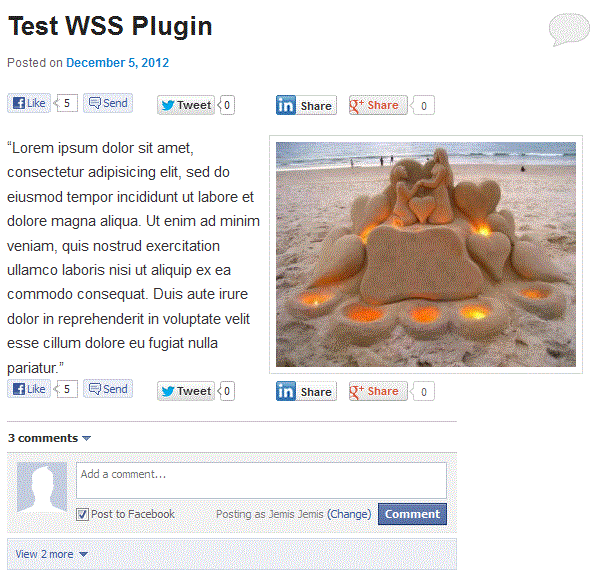 Test WSS Plugin
Posted on December 5, 2012
Like 5 Send Tweet 0 Share Share 0
“Lorem ipsum dolor sit amet,
consectetur adipisicing elit, sed do
eiusmod tempor incididunt ut labore et
dolore magna aliqua. Ut enim ad minim
veniam, quis nostrud exercitation
ullamco laboris nisi ut aliquip ex ea
commodo consequat. Duis aute irure
dolor in reprehenderit in voluptate velit
esse cillum dolore eu fugiat nulla
pariatur.”
Like 5 Send Tweet 0 Share Share 0
3 comments
Add a comment...
Post to Facebook Posting as Jemis Jemis (Change) Comment
View 2 more